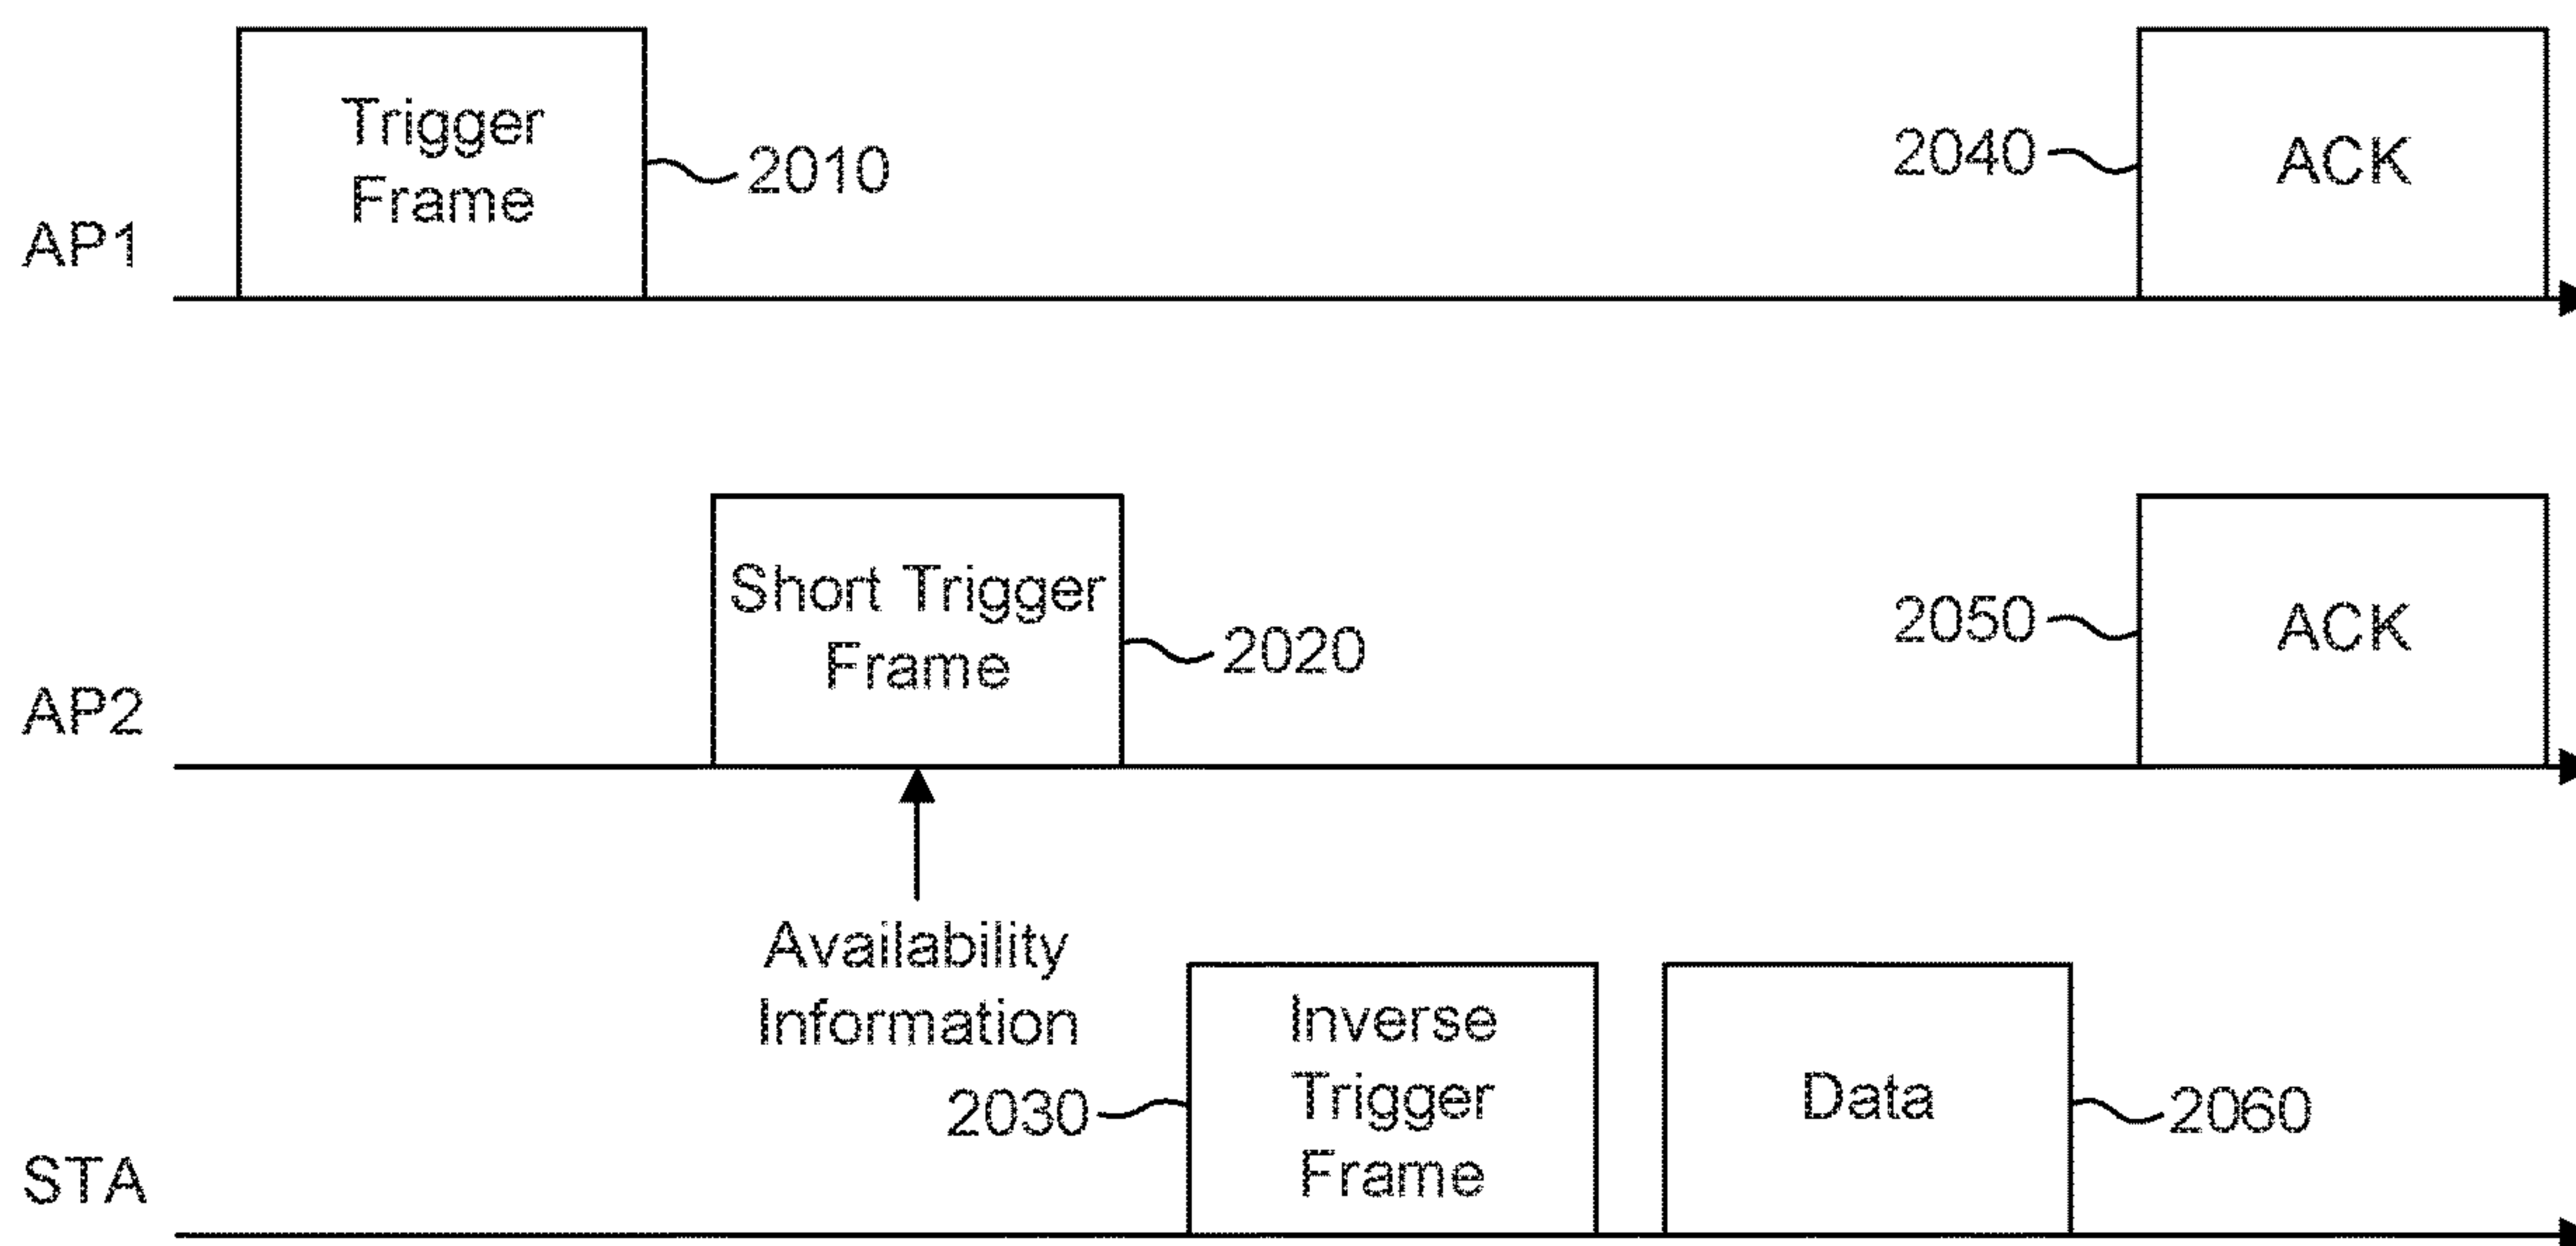 Trigger
Frame
2010
2040
ACK
AP1
Short Trigger
Frame
2020
2050
ACK
AP2
Availability
Information
2030
Inverse
Trigger
Frame
Data
2060
STA